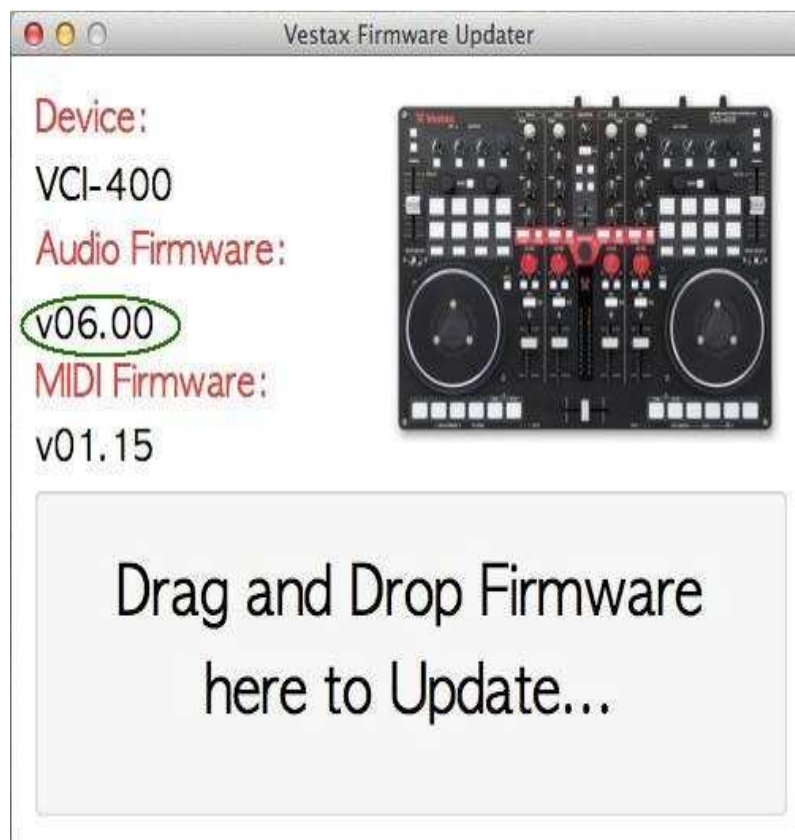 Vestax Firmware Updater
Device:
VCI-400
Audio Firmware:
v06.00
MIDI Firmware:
v01.15
Drag and Drop Firmware
here to Update...